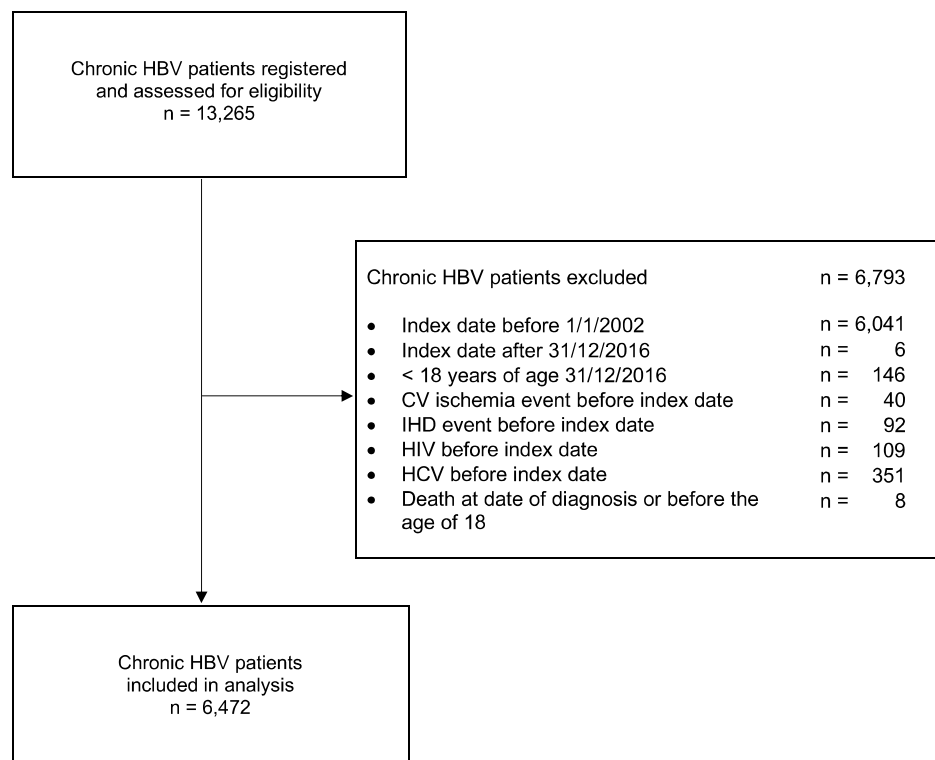 Chronic HBV patients registered
and assessed for eligibility
n = 13,265
Chronic HBV patients excluded n = 6,793
• Index date before 1/1/2002 n = 6,041
• Index date after 31/12/2016 n = 6
• < 18 years of age 31/12/2016 n = 146
• CV ischemia event before index date n = 40
• IHD event before index date n = 92
• HIV before index date n = 109
• HCV before index date n = 351
• Death at date of diagnosis or before the n = 8
age of 18
Chronic HBV patients
included in analysis
n = 6,472